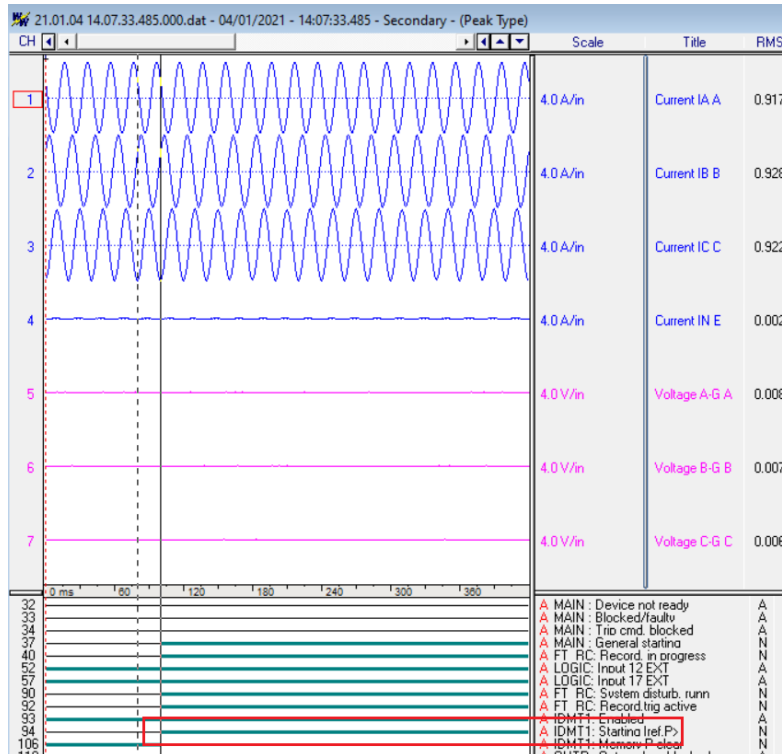 21.01.04 14.07.33.485.000.dat - 04/01/2021 - 14:07:33.485 - Secondary - (Peak Type)
CH Scale Title RMS
1 4.0 A/in Current IA A 0.917
2 4.0 A/in Current IB B 0.928
3 4.0 A/in Current IC C 0.922
4 4.0 A/in Current IN E 0.002
5 4.0 V/in Voltage A-G A 0.008
6 4.0 V/in Voltage B-G B 0.007
7 4.0 V/in Voltage C-G C 0.006
0 ms 60 120 180 240 300 360
32 A MAIN : Device not ready A
33 A MAIN : Blocked/faulty A
34 A MAIN : Trip cmd. blocked A
37 A MAIN : General starting N
40 A FT_RC: Record. in progress N
52 A LOGIC: Input 12 EXT A
57 A LOGIC: Input 17 EXT A
90 A FT_RC: System disturb. runn N
92 A FT_RC: Record.trig active N
93 A IDMT1: Enabled A
94 A IDMT1: Starting Iref,P> N
106 A IDMT1: Memory P clear N